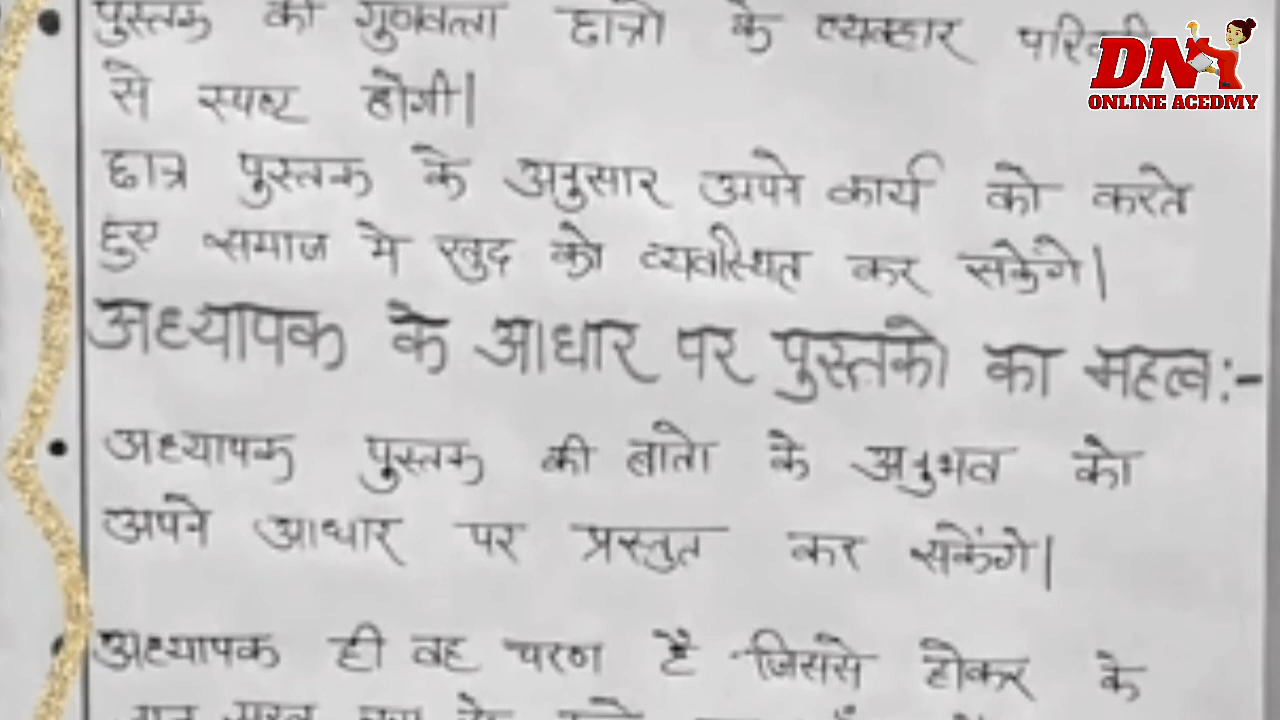 पुस्तक की गुणवत्ता छात्रो के व्यवहार
DN
ONLINE ACEDMY
से स्पष्ट होगी|
छात्र पुस्तक के अनुसार अपने कार्य को करते
हुए समाज मे खुद को व्यवस्थित कर सकेगे|
अध्यापक के आधार पर पुस्तको का महत्व:-
अध्यापक पुस्तक की बातो के अनुभव को
अपने आधार पर प्रस्तुत कर सकेंगे|
अध्यापक ही वह चरण है जिससे होकर के